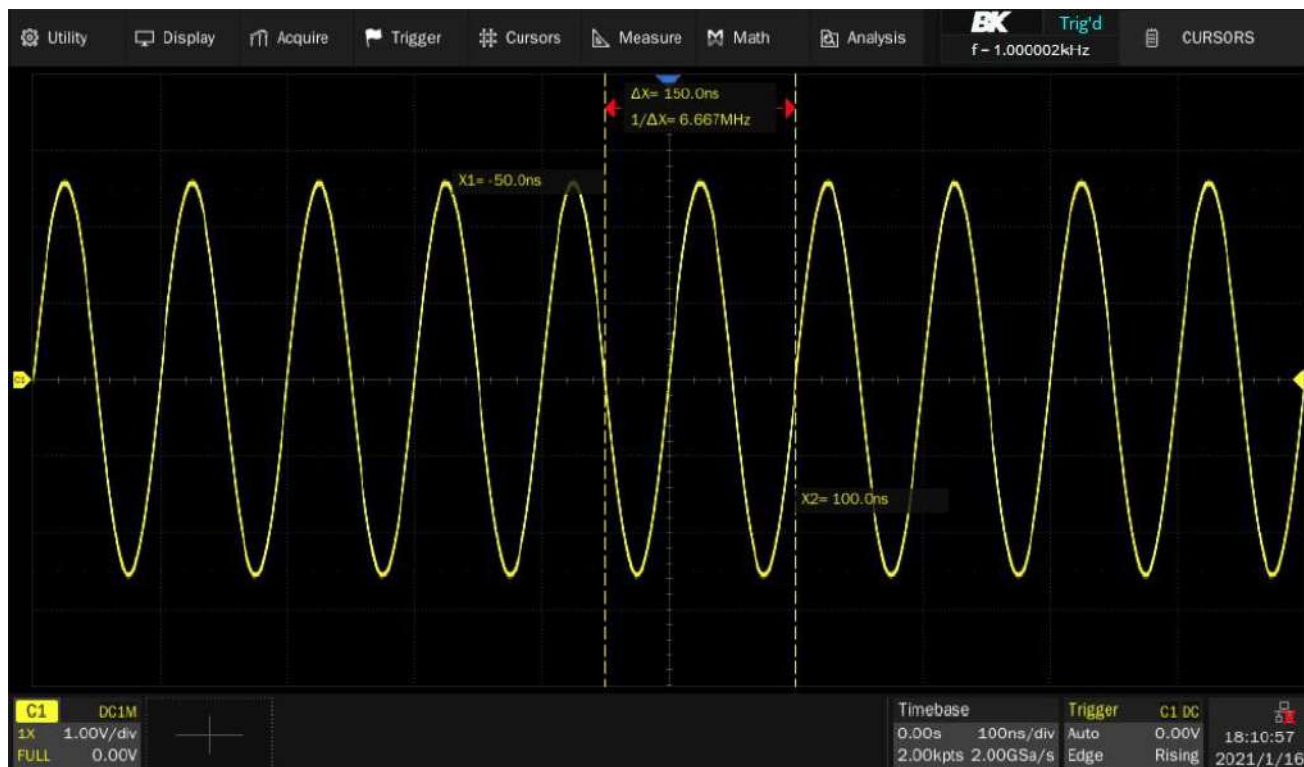 Utility Display Acquire Trigger Cursors Measure Math Analysis BK Trig'd CURSORS
f = 1.000002kHz
ΔX= 150.0ns
1/ΔX= 6.667MHz
X1= -50.0ns
C1
X2= 100.0ns
C1 DC1M
1X 1.00V/div
FULL 0.00V
Timebase
0.00s 100ns/div
2.00kpts 2.00GSa/s
Trigger C1 DC
Auto 0.00V
Edge Rising
18:10:57
2021/1/16